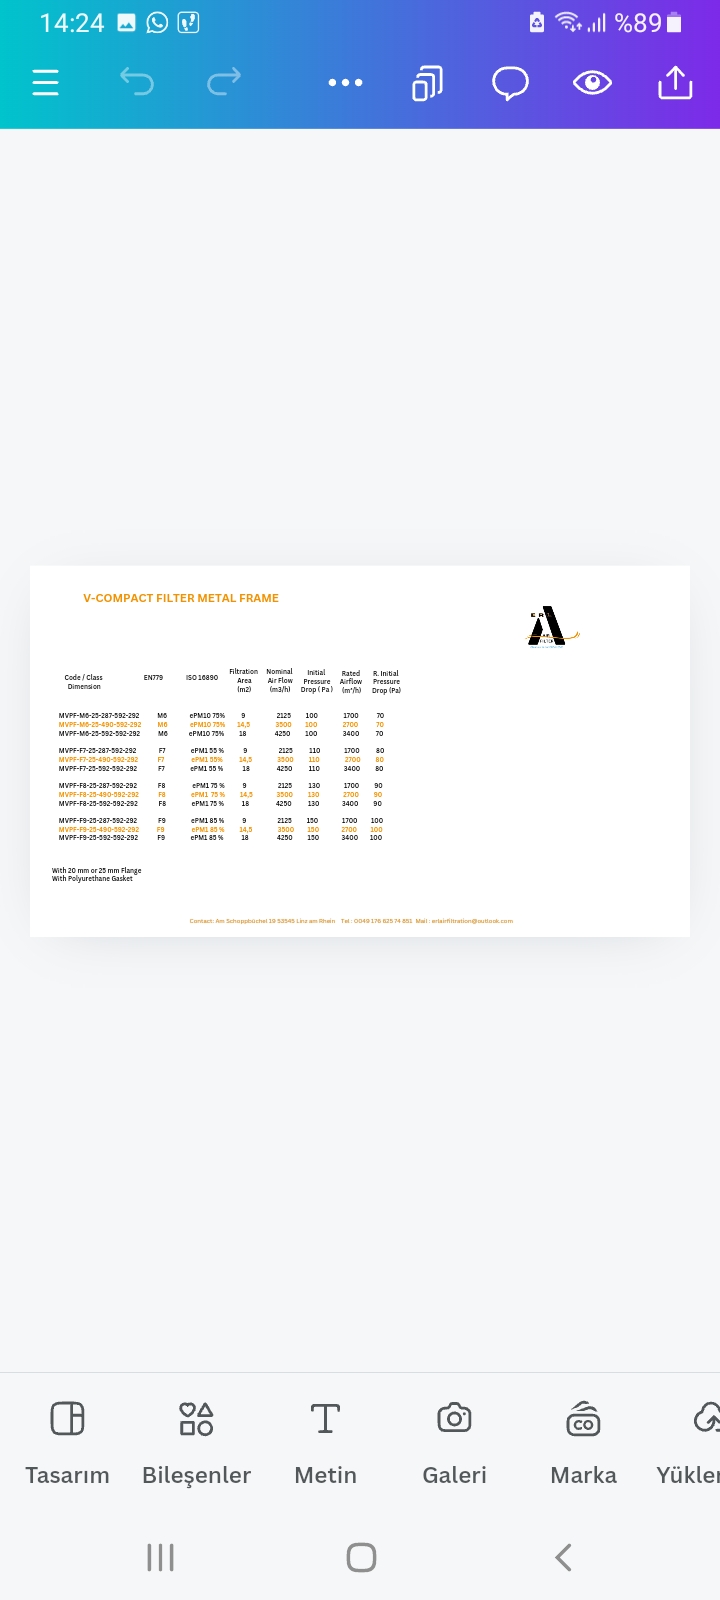 14:24
%89
V-COMPACT FILTER METAL FRAME
ER
Code / Class Dimension EN779 ISO 16890 Filtration Area (m2) Nominal Air Flow (m3/h) Initial Pressure Drop ( Pa ) Rated Airflow (m³/h) R. Initial Pressure Drop (Pa)
MVPF-M6-25-287-592-292 M6 ePM10 75% 9 2125 100 1700 70
MVPF-M6-25-490-592-292 M6 ePM10 75% 14,5 3500 100 2700 70
MVPF-M6-25-592-592-292 M6 ePM10 75% 18 4250 100 3400 70
MVPF-F7-25-287-592-292 F7 ePM1 55 % 9 2125 110 1700 80
MVPF-F7-25-490-592-292 F7 ePM1 55% 14,5 3500 110 2700 80
MVPF-F7-25-592-592-292 F7 ePM1 55 % 18 4250 110 3400 80
MVPF-F8-25-287-592-292 F8 ePM1 75 % 9 2125 130 1700 90
MVPF-F8-25-490-592-292 F8 ePM1 75 % 14,5 3500 130 2700 90
MVPF-F8-25-592-592-292 F8 ePM1 75 % 18 4250 130 3400 90
MVPF-F9-25-287-592-292 F9 ePM1 85 % 9 2125 150 1700 100
MVPF-F9-25-490-592-292 F9 ePM1 85 % 14,5 3500 150 2700 100
MVPF-F9-25-592-592-292 F9 ePM1 85 % 18 4250 150 3400 100
With 20 mm or 25 mm Flange
With Polyurethane Gasket
Contact: Am Schoppbüchel 19 53545 Linz am Rhein Tel : 0049 176 625 74 651 Mail : eriairfiltration@outlook.com
CO
Tasarım Bileşenler Metin Galeri Marka Yükler